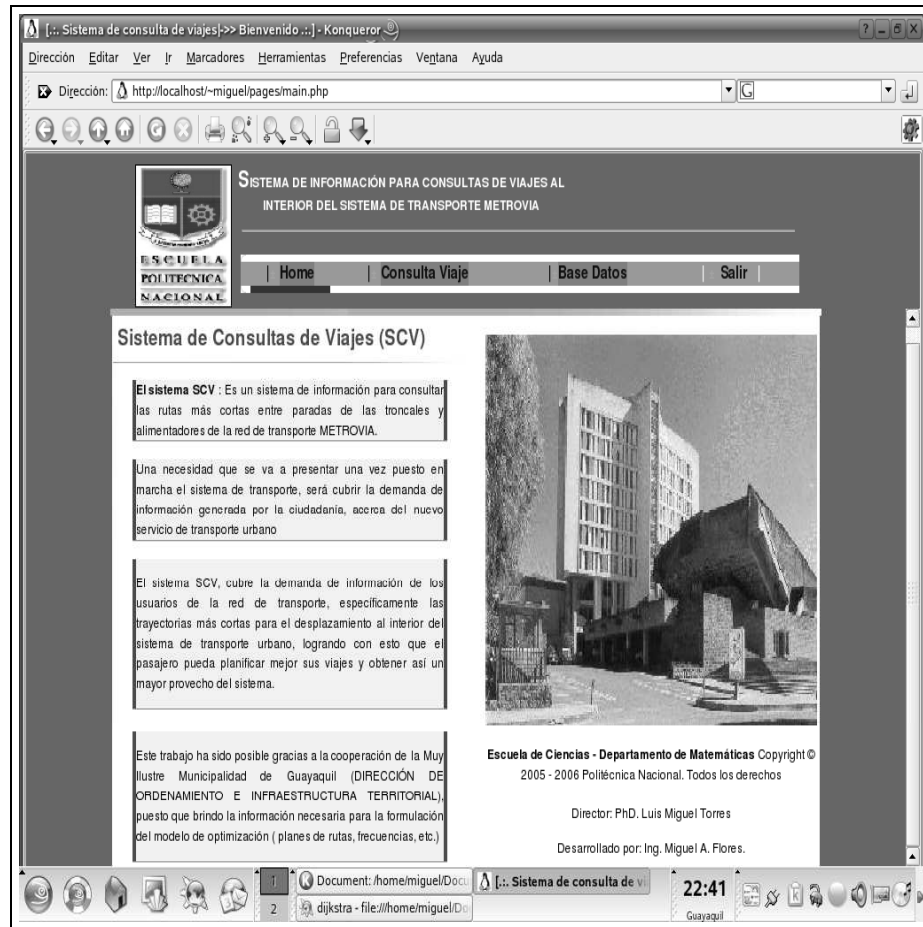 [.:. Sistema de consulta de viajes|->> Bienvenido .:.] - Konqueror
Dirección Editar Ver Ir Marcadores Herramientas Preferencias Ventana Ayuda
Dirección: http://localhost/~miguel/pages/main.php
SISTEMA DE INFORMACIÓN PARA CONSULTAS DE VIAJES AL
INTERIOR DEL SISTEMA DE TRANSPORTE METROVIA
ESCUELA
POLITECNICA
NACIONAL
| Home | Consulta Viaje | Base Datos | Salir |
Sistema de Consultas de Viajes (SCV)
El sistema SCV : Es un sistema de información para consultar
las rutas más cortas entre paradas de las troncales y
alimentadores de la red de transporte METROVIA.
Una necesidad que se va a presentar una vez puesto en
marcha el sistema de transporte, será cubrir la demanda de
información generada por la ciudadanía, acerca del nuevo
servicio de transporte urbano
El sistema SCV, cubre la demanda de información de los
usuarios de la red de transporte, específicamente las
trayectorias más cortas para el desplazamiento al interior del
sistema de transporte urbano, logrando con esto que el
pasajero pueda planificar mejor sus viajes y obtener así un
mayor provecho del sistema.
Este trabajo ha sido posible gracias a la cooperación de la Muy
Ilustre Municipalidad de Guayaquil (DIRECCIÓN DE
ORDENAMIENTO E INFRAESTRUCTURA TERRITORIAL),
puesto que brindo la información necesaria para la formulación
del modelo de optimización ( planes de rutas, frecuencias, etc.)
Escuela de Ciencias - Departamento de Matemáticas Copyright ©
2005 - 2006 Politécnica Nacional. Todos los derechos
Director: PhD. Luis Miguel Torres
Desarrollado por: Ing. Miguel A. Flores.
1
2
Document: /home/miguel/Docu
dijkstra - file:///home/miguel/Do
[.:. Sistema de consulta de vi
22:41
Guayaquil